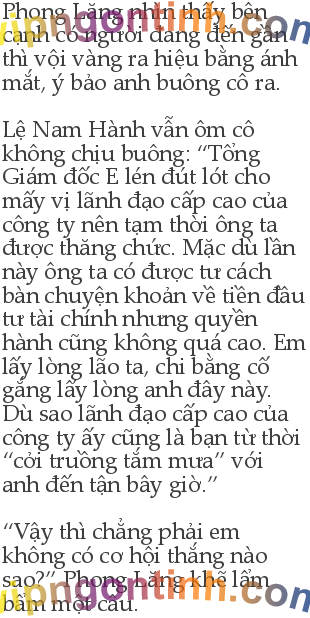 Phong Lăng nhìn thấy bên
cạnh có người đang đến gần
thì vội vàng ra hiệu bằng ánh
mắt, ý bảo anh buông cô ra.
Lệ Nam Hành vẫn ôm cô
không chịu buông: “Tổng
Giám đốc E lén đút lót cho
mấy vị lãnh đạo cấp cao của
công ty nên tạm thời ông ta
được thăng chức. Mặc dù lần
này ông ta có được tư cách
bàn chuyện khoản về tiền đầu
tư tài chính nhưng quyền
hành cũng không quá cao. Em
lấy lòng lão ta, chi bằng cố
gắng lấy lòng anh đây này.
Dù sao lãnh đạo cấp cao của
công ty ấy cũng là bạn từ thời
“cởi truồng tắm mưa” với
anh đến tận bây giờ.”
“Vậy thì chẳng phải em
không có cơ hội thắng nào
sao?” Phong Lăng khẽ lẩm
bẩm một câu.
vipngontinh.com
vipngontinh.com